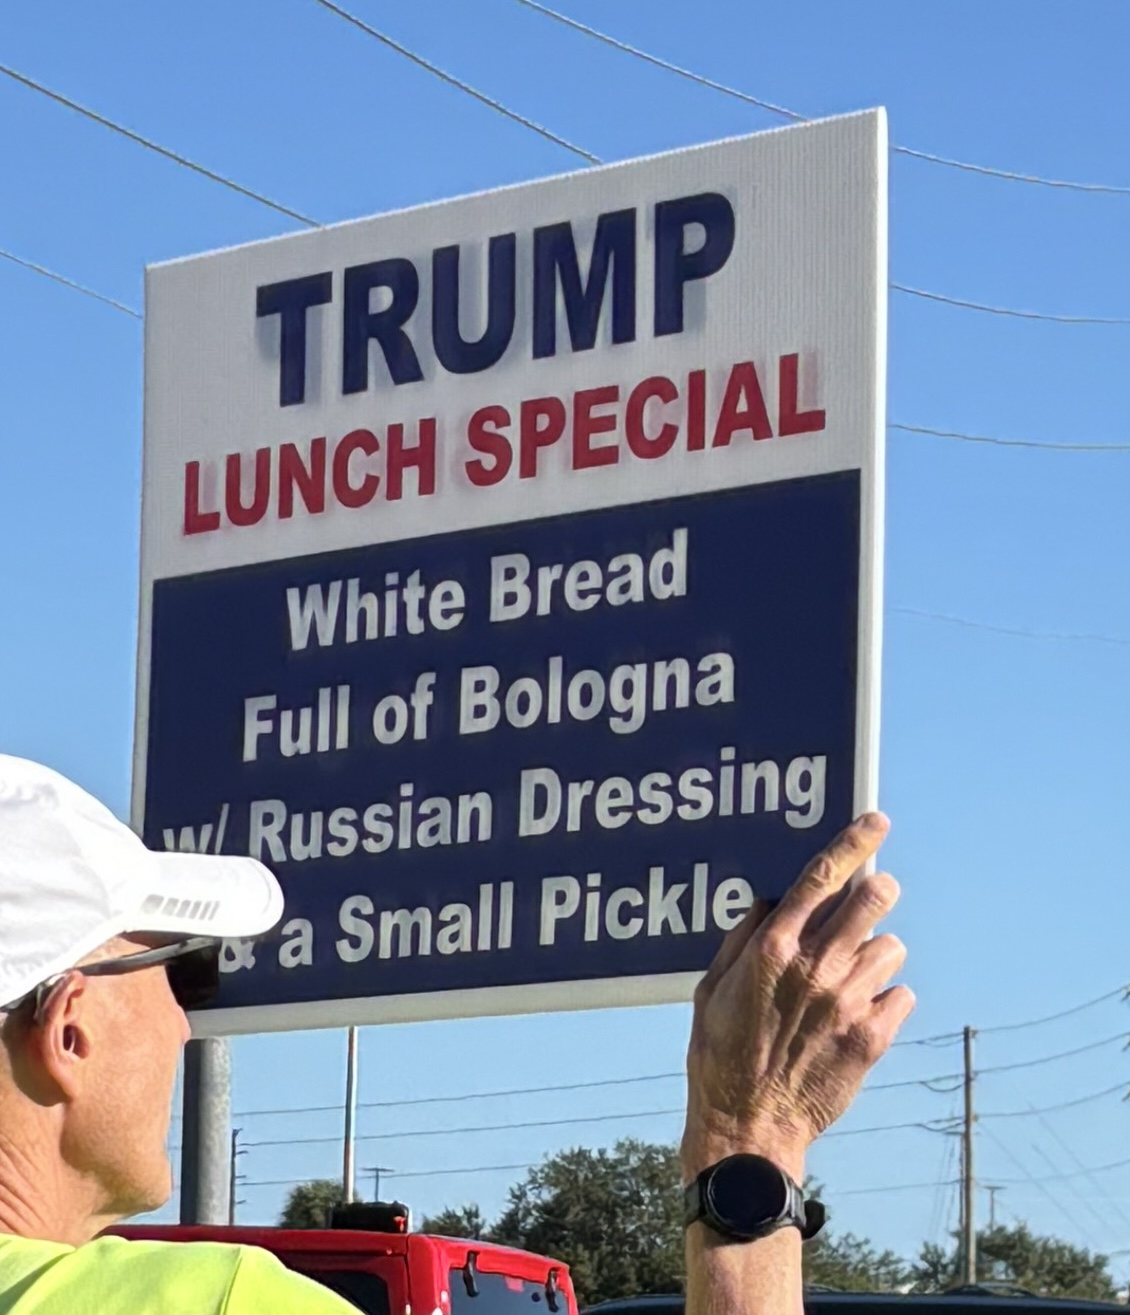 TRUMP
LUNCH SPECIAL
White Bread
Full of Bologna
w/ Russian Dressing
& a Small Pickle